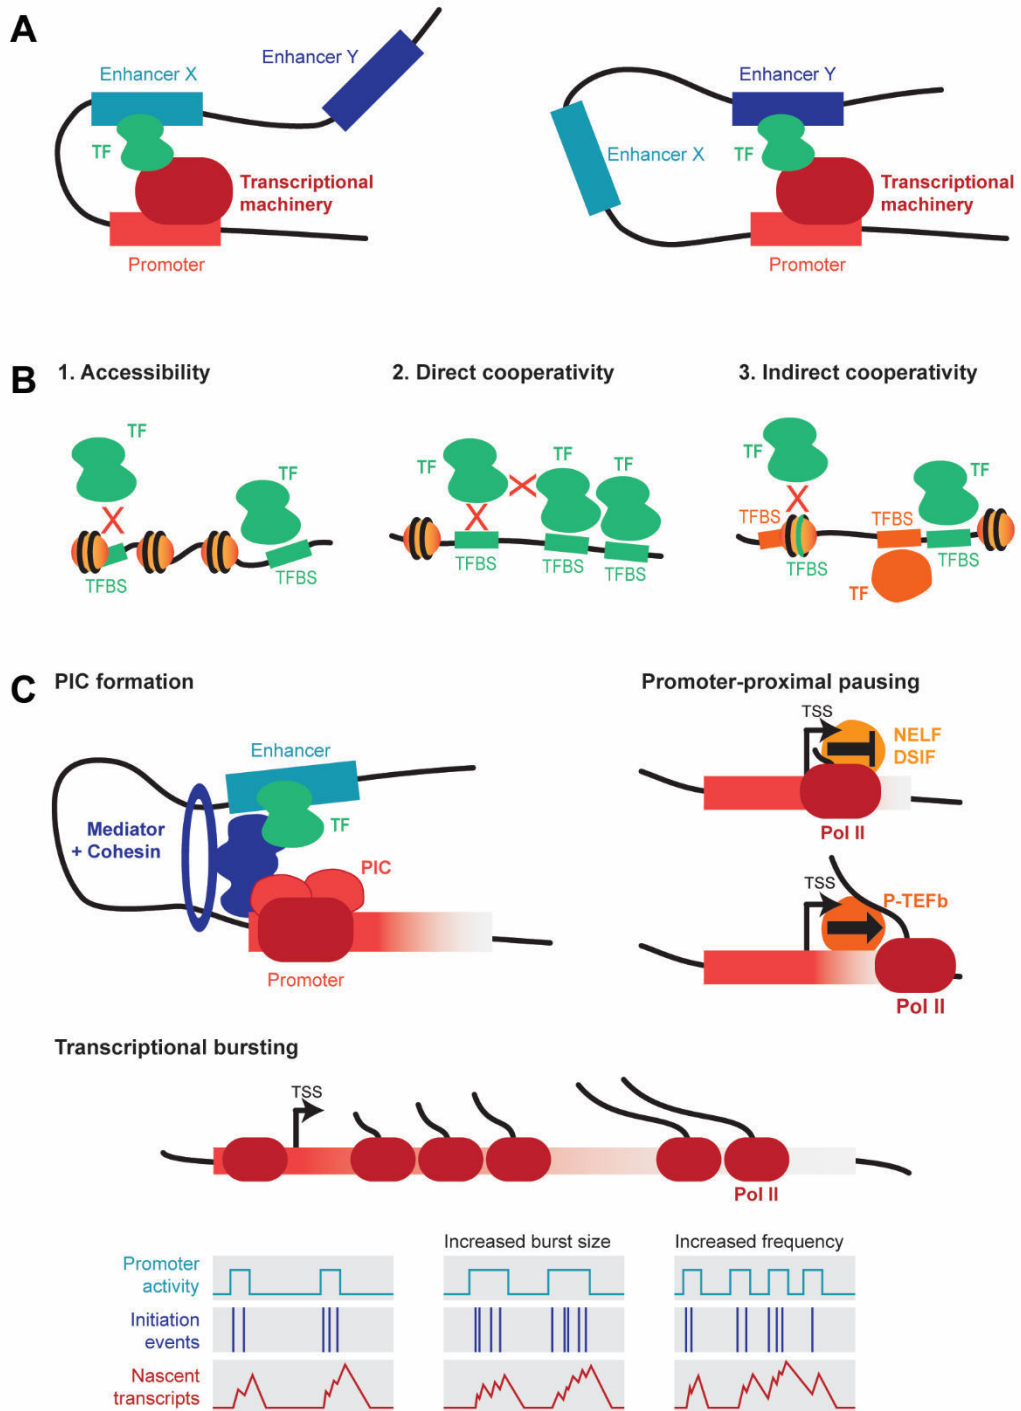 A
Enhancer X
Enhancer Y
TF
Transcriptional
machinery
Promoter
Enhancer Y
Enhancer X
TF
Transcriptional
machinery
Promoter
B
1. Accessibility
2. Direct cooperativity
3. Indirect cooperativity
TF
TF
TFBS
TFBS
TF
TF
TF
TFBS
TFBS
TFBS
TF
TFBS
TFBS
TFBS
TF
TFBS
TF
C
PIC formation
Enhancer
TF
Mediator
+ Cohesin
PIC
Promoter
Promoter-proximal pausing
TSS
NELF
DSIF
Pol II
TSS
P-TEFb
Pol II
Transcriptional bursting
TSS
Pol II
Increased burst size
Increased frequency
Promoter
activity
Initiation
events
Nascent
transcripts